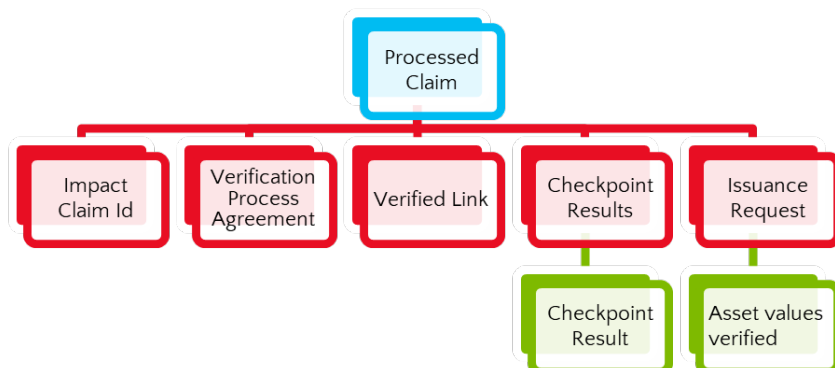 Processed
Claim
Impact
Claim Id
Verification
Process
Agreement
Verified Link
Checkpoint
Results
Issuance
Request
Checkpoint
Result
Asset values
verified